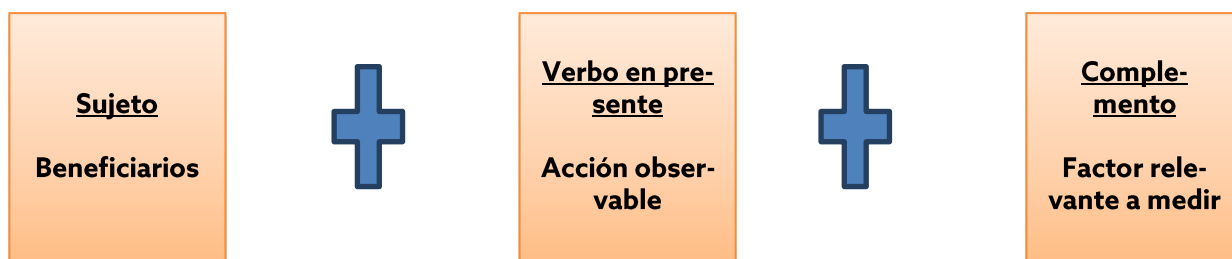 Sujeto
Beneficiarios
Verbo en pre-
sente
Acción obser-
vable
Comple-
mento
Factor rele-
vante a medir